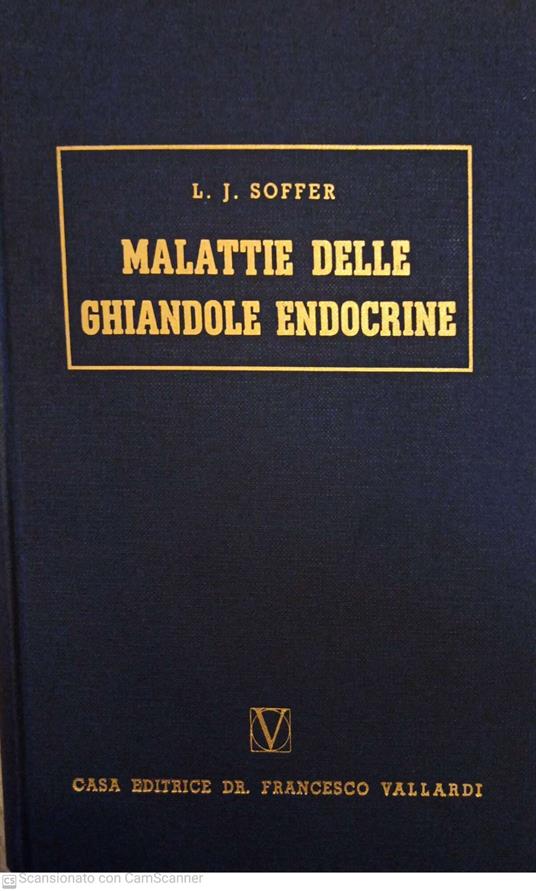 L. J. SOFFER
MALATTIE DELLE
GHIANDOLE ENDOCRINE
V
CASA EDITRICE DR. FRANCESCO VALLARDI
CS Scansionato con CamScanner